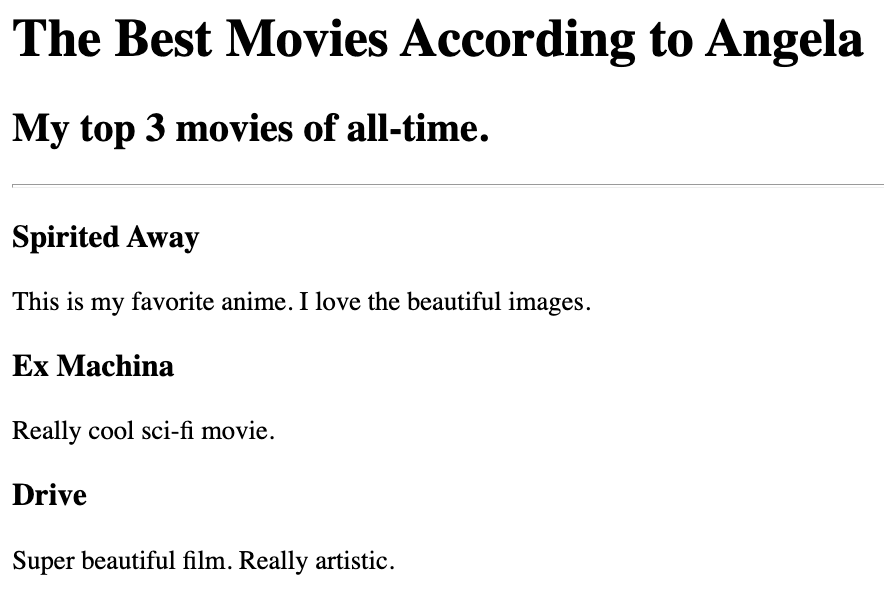 The Best Movies According to Angela
My top 3 movies of all-time.
Spirited Away
This is my favorite anime. I love the beautiful images.
Ex Machina
Really cool sci-fi movie.
Drive
Super beautiful film. Really artistic.